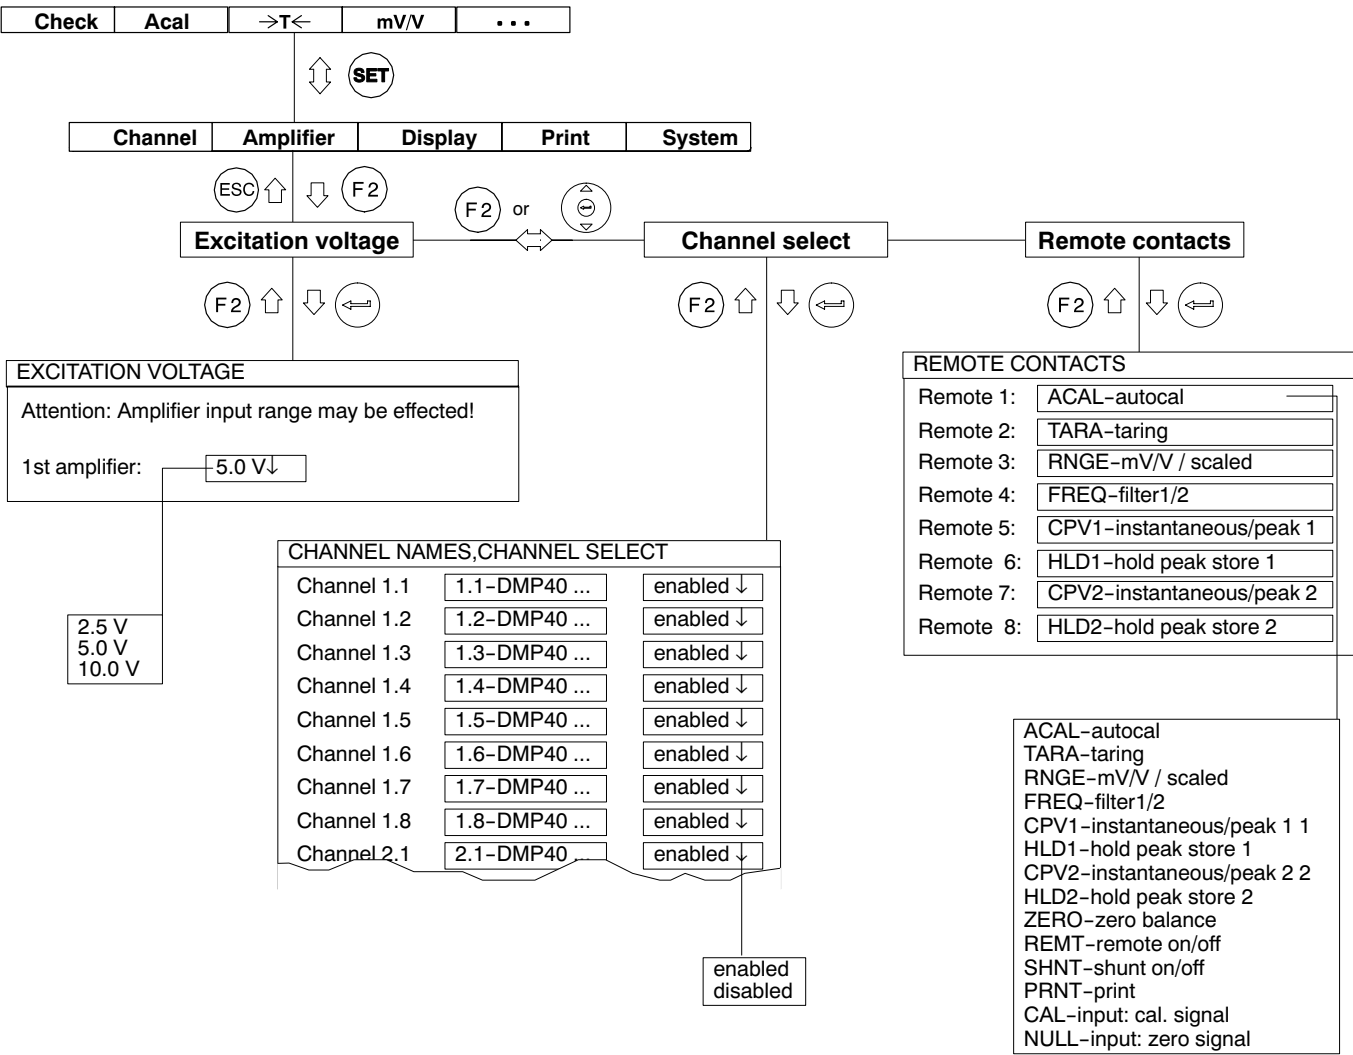 Check Acal →T← mV/V ...
SET
Channel Amplifier Display Print System
ESC F2
F2 or
Excitation voltage Channel select Remote contacts
F2 F2 F2
EXCITATION VOLTAGE
Attention: Amplifier input range may be effected!
1st amplifier: 5.0 V↓
2.5 V
5.0 V
10.0 V
CHANNEL NAMES,CHANNEL SELECT
Channel 1.1 1.1-DMP40 ... enabled ↓
Channel 1.2 1.2-DMP40 ... enabled ↓
Channel 1.3 1.3-DMP40 ... enabled ↓
Channel 1.4 1.4-DMP40 ... enabled ↓
Channel 1.5 1.5-DMP40 ... enabled ↓
Channel 1.6 1.6-DMP40 ... enabled ↓
Channel 1.7 1.7-DMP40 ... enabled ↓
Channel 1.8 1.8-DMP40 ... enabled ↓
Channel 2.1 2.1-DMP40 ... enabled ↓
enabled
disabled
REMOTE CONTACTS
Remote 1: ACAL-autocal
Remote 2: TARA-taring
Remote 3: RNGE-mV/V / scaled
Remote 4: FREQ-filter1/2
Remote 5: CPV1-instantaneous/peak 1
Remote 6: HLD1-hold peak store 1
Remote 7: CPV2-instantaneous/peak 2
Remote 8: HLD2-hold peak store 2
ACAL-autocal
TARA-taring
RNGE-mV/V / scaled
FREQ-filter1/2
CPV1-instantaneous/peak 1 1
HLD1-hold peak store 1
CPV2-instantaneous/peak 2 2
HLD2-hold peak store 2
ZERO-zero balance
REMT-remote on/off
SHNT-shunt on/off
PRNT-print
CAL-input: cal. signal
NULL-input: zero signal